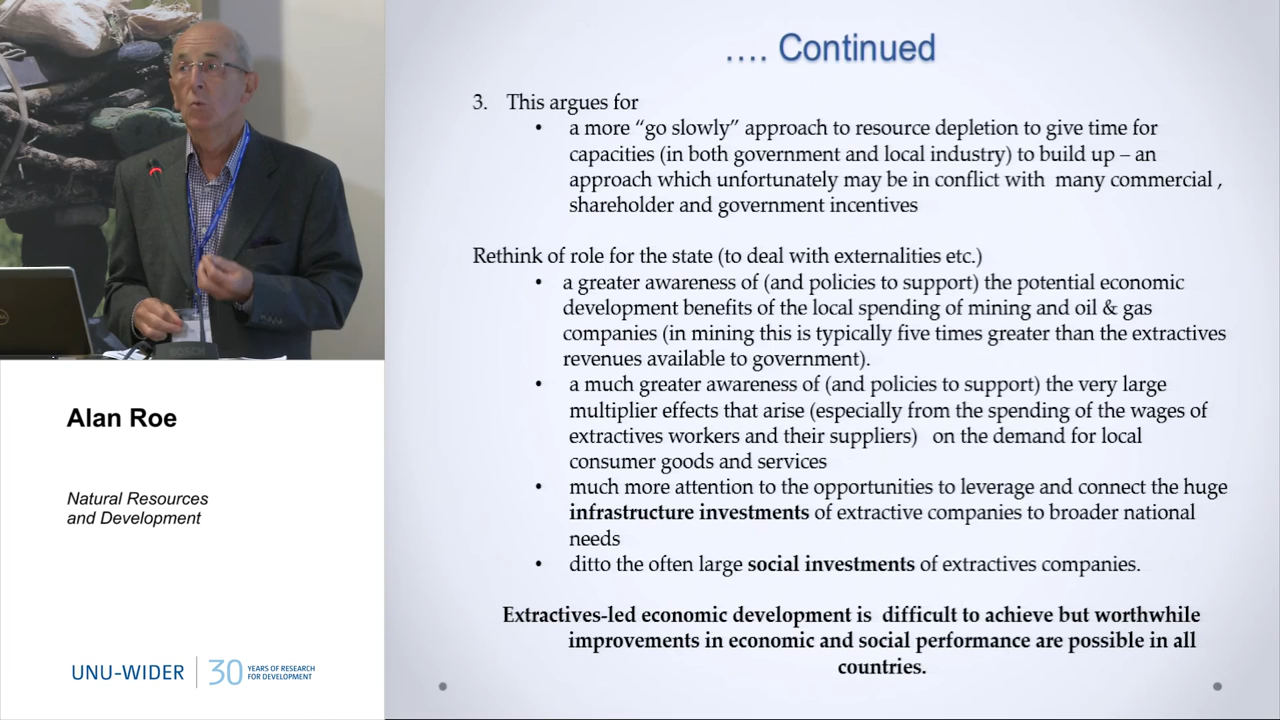 …. Continued
3. This argues for
• a more “go slowly” approach to resource depletion to give time for
capacities (in both government and local industry) to build up – an
approach which unfortunately may be in conflict with many commercial ,
shareholder and government incentives
Rethink of role for the state (to deal with externalities etc.)
• a greater awareness of (and policies to support) the potential economic
development benefits of the local spending of mining and oil & gas
companies (in mining this is typically five times greater than the extractives
revenues available to government).
• a much greater awareness of (and policies to support) the very large
multiplier effects that arise (especially from the spending of the wages of
extractives workers and their suppliers) on the demand for local
consumer goods and services
• much more attention to the opportunities to leverage and connect the huge
infrastructure investments of extractive companies to broader national
needs
• ditto the often large social investments of extractives companies.
Extractives-led economic development is difficult to achieve but worthwhile
improvements in economic and social performance are possible in all
countries.
BOSCH
Alan Roe
Natural Resources
and Development
UNU-WIDER
30 YEARS OF RESEARCH
FOR DEVELOPMENT